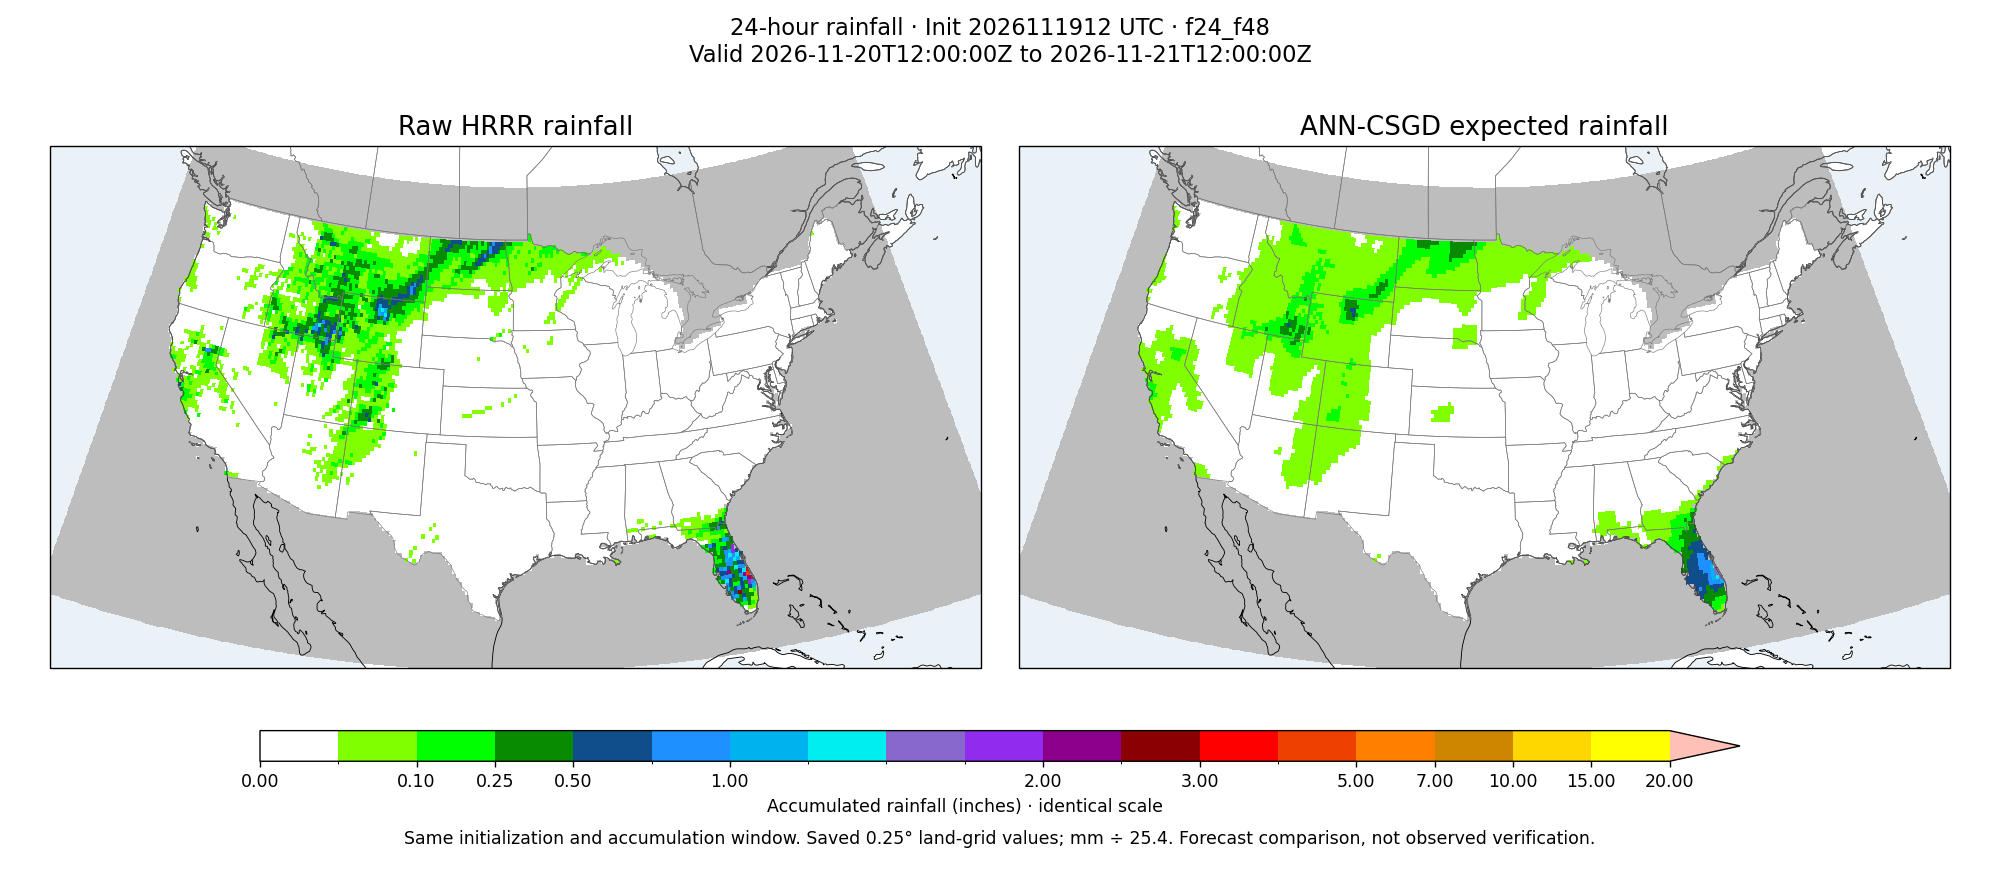 24-hour rainfall · Init 2026111912 UTC · f24_f48
Valid 2026-11-20T12:00:00Z to 2026-11-21T12:00:00Z
Raw HRRR rainfall
ANN-CSGD expected rainfall
0.00 0.10 0.25 0.50 1.00 2.00 3.00 5.00 7.00 10.00 15.00 20.00
Accumulated rainfall (inches) · identical scale
Same initialization and accumulation window. Saved 0.25° land-grid values; mm ÷ 25.4. Forecast comparison, not observed verification.